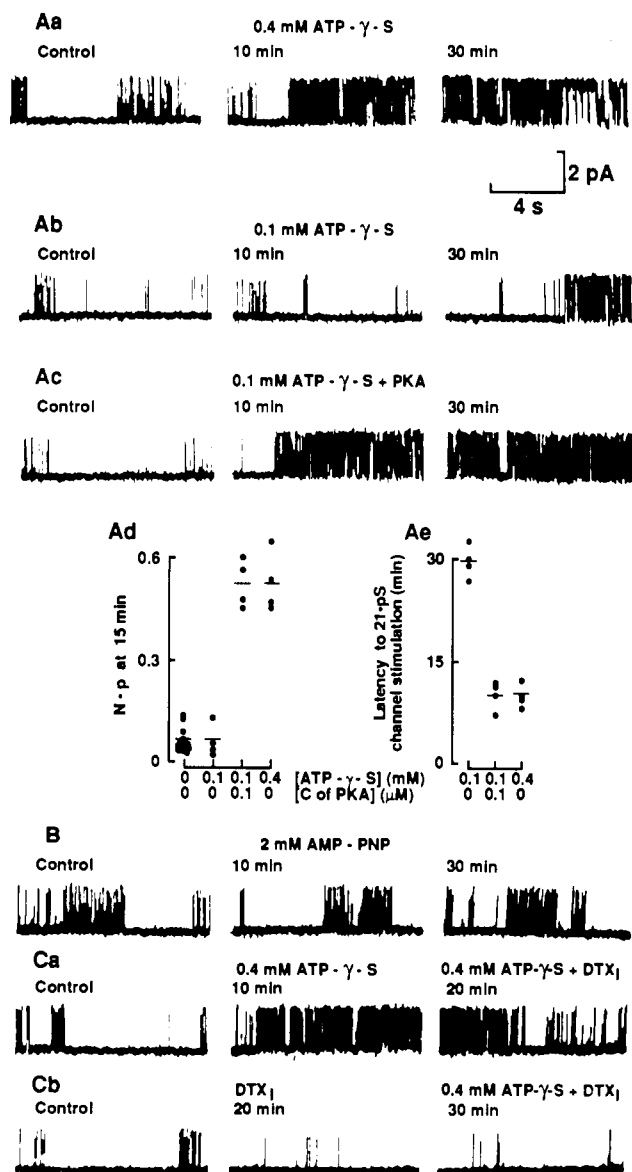 Aa
0.4 mM ATP - γ - S
Control 10 min 30 min
2 pA
4 s
Ab
0.1 mM ATP - γ - S
Control 10 min 30 min
Ac
0.1 mM ATP - γ - S + PKA
Control 10 min 30 min
Ad
N - p at 15 min
0.6
0.3
0
0 0.1 0.1 0.4 [ATP - γ - S] (mM)
0 0 0.1 0 [C of PKA] (μM)
Ae
Latency to 21-pS
channel stimulation (min)
30
15
0
0.1 0.1 0.4
0 0.1 0
B
2 mM AMP - PNP
Control 10 min 30 min
Ca
0.4 mM ATP - γ - S 0.4 mM ATP-γ-S + DTXI
Control 10 min 20 min
Cb
DTXI 0.4 mM ATP-γ-S + DTXI
Control 20 min 30 min